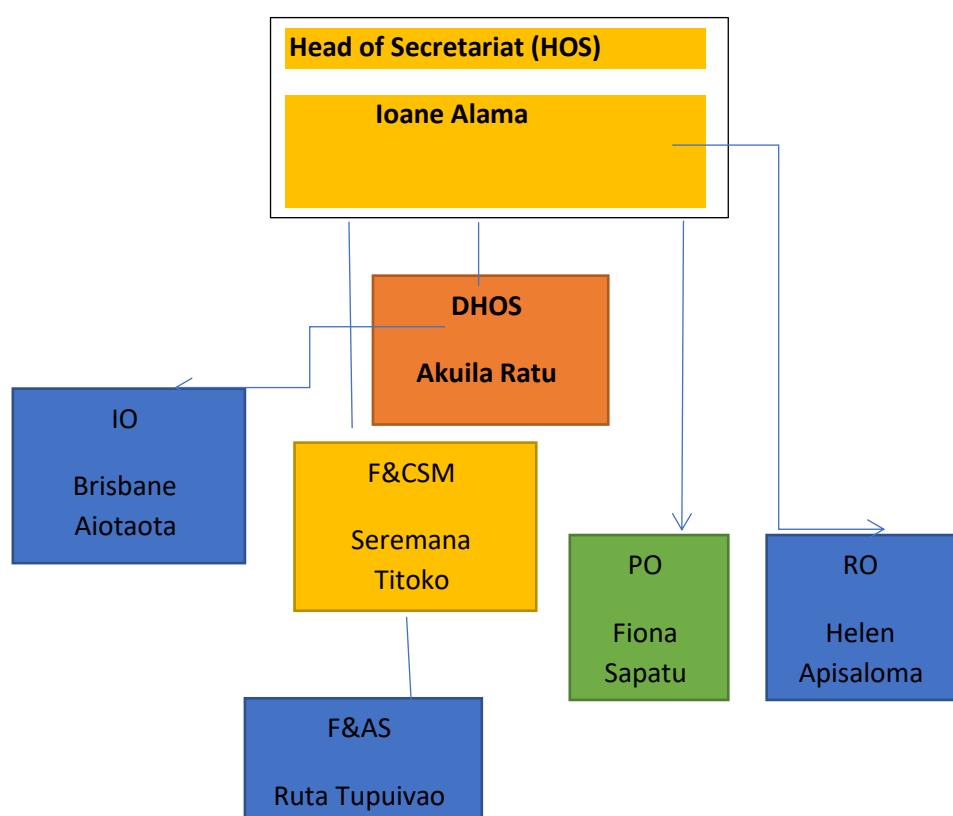 Head of Secretariat (HOS)
Ioane Alama
DHOS
Akuila Ratu
IO
Brisbane
Aiotaota
F&CSM
Seremana
Titoko
PO
Fiona
Sapatu
RO
Helen
Apisaloma
F&AS
Ruta Tupuivao